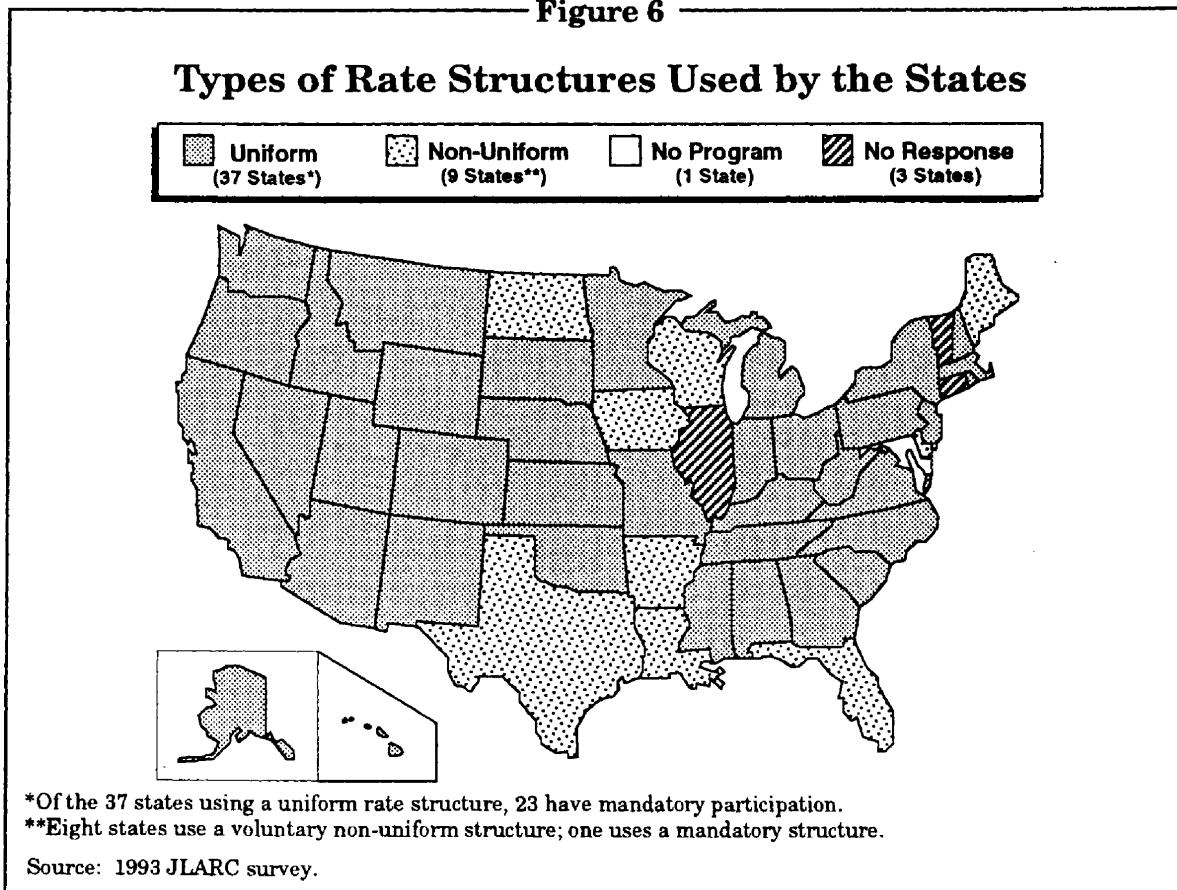 Figure 6
Types of Rate Structures Used by the States
Uniform
(37 States*)
Non-Uniform
(9 States**)
No Program
(1 State)
No Response
(3 States)
*Of the 37 states using a uniform rate structure, 23 have mandatory participation.
**Eight states use a voluntary non-uniform structure; one uses a mandatory structure.
Source: 1993 JLARC survey.